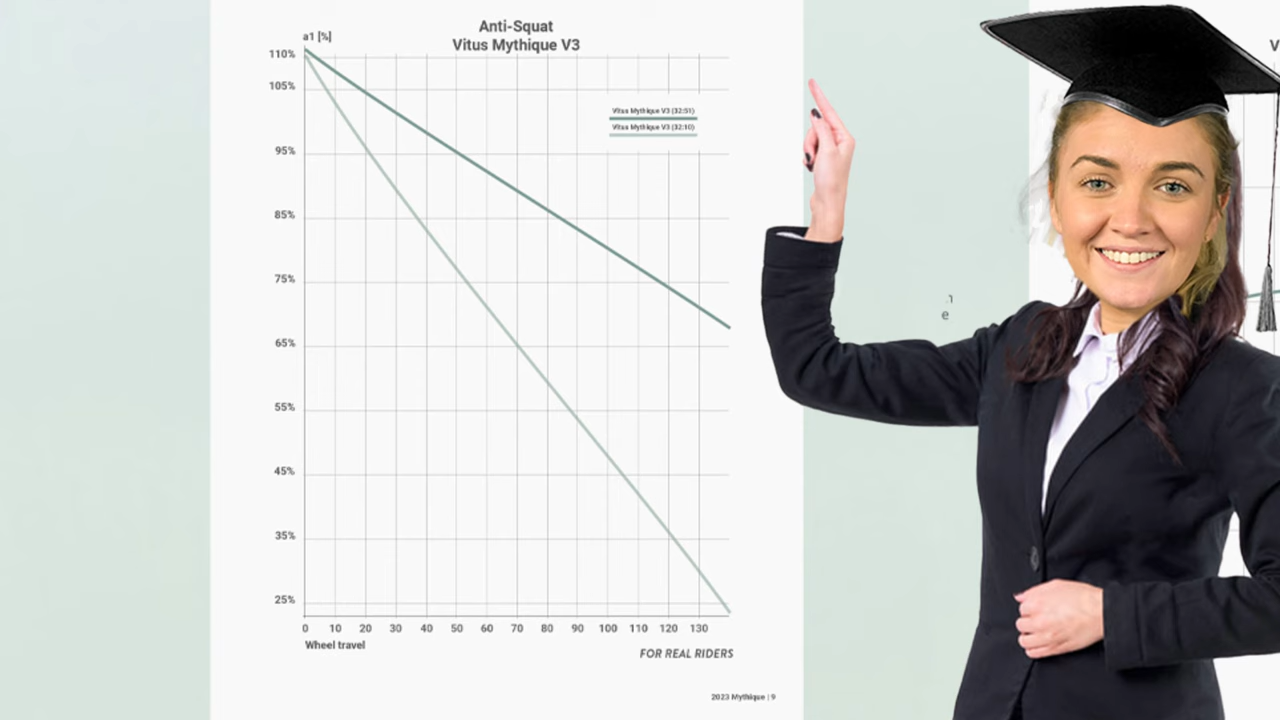 Anti-Squat
Vitus Mythique V3
a1 [%]
110%
105%
95%
85%
75%
65%
55%
45%
35%
25%
Vitus Mythique V3 (32:51)
Vitus Mythique V3 (32:10)
0 10 20 30 40 50 60 70 80 90 100 110 120 130
Wheel travel
FOR REAL RIDERS
2023 Mythique | 9
e
V